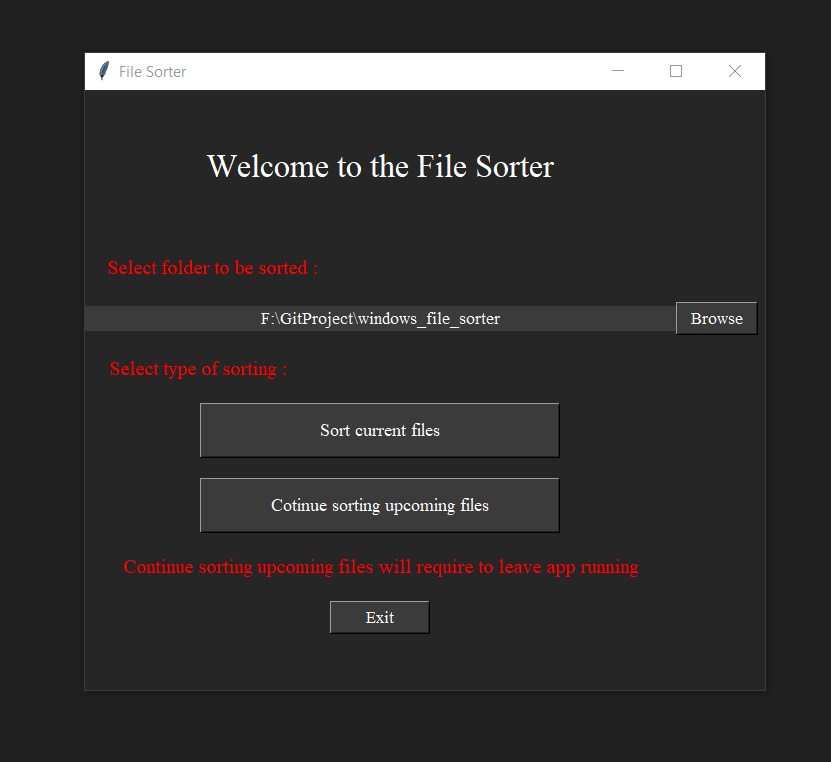 File Sorter
Welcome to the File Sorter
Select folder to be sorted :
F:\GitProject\windows_file_sorter
Browse
Select type of sorting :
Sort current files
Cotinue sorting upcoming files
Continue sorting upcoming files will require to leave app running
Exit